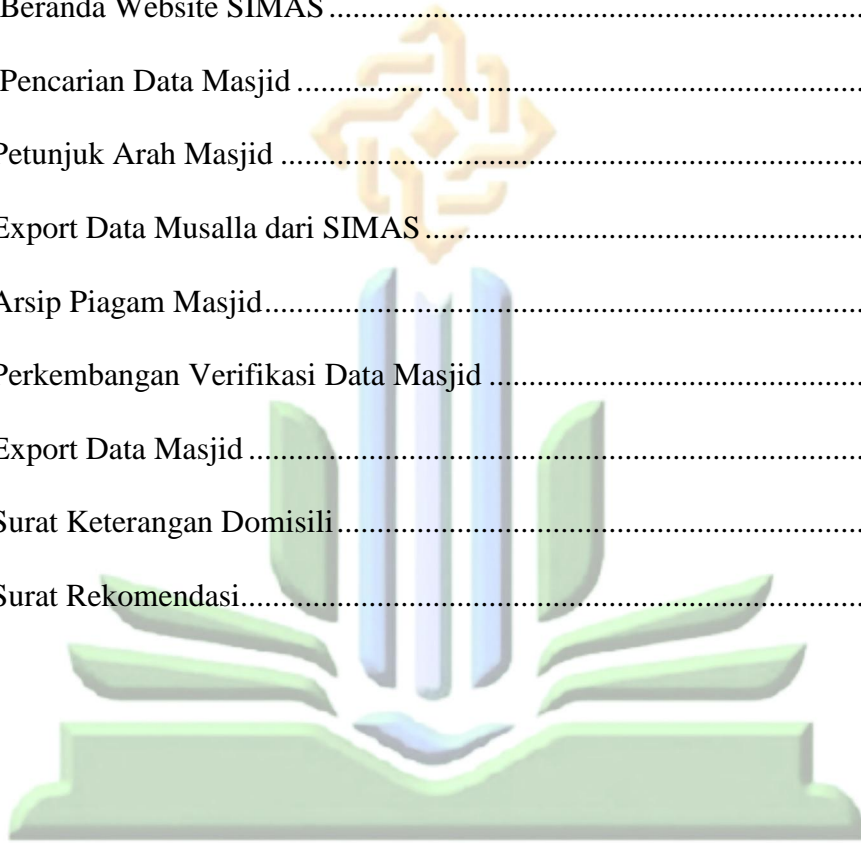 Beranda Website SIMAS ........................................................................
Pencarian Data Masjid ............................................................................
Petunjuk Arah Masjid ..............................................................................
Export Data Musalla dari SIMAS ...........................................................
Arsip Piagam Masjid................................................................................
Perkembangan Verifikasi Data Masjid ...................................................
Export Data Masjid ..................................................................................
Surat Keterangan Domisili.......................................................................
Surat Rekomendasi...................................................................................